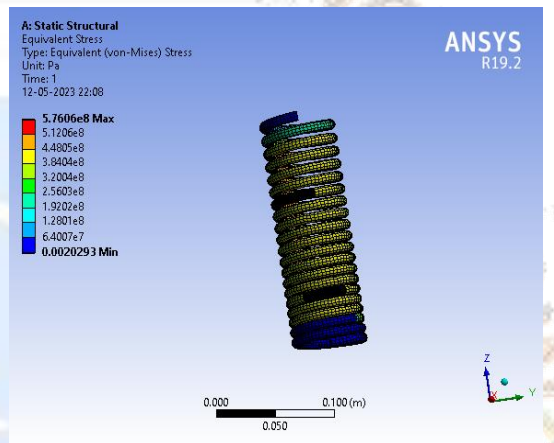 A: Static Structural
Equivalent Stress
Type: Equivalent (von-Mises) Stress
Unit: Pa
Time: 1
12-05-2023 22:08
ANSYS
R19.2
5.7606e8 Max
5.1206e8
4.4805e8
3.8404e8
3.2004e8
2.5603e8
1.9202e8
1.2801e8
6.4007e7
0.0020293 Min
0.000
0.100 (m)
0.050
Z
Y
X